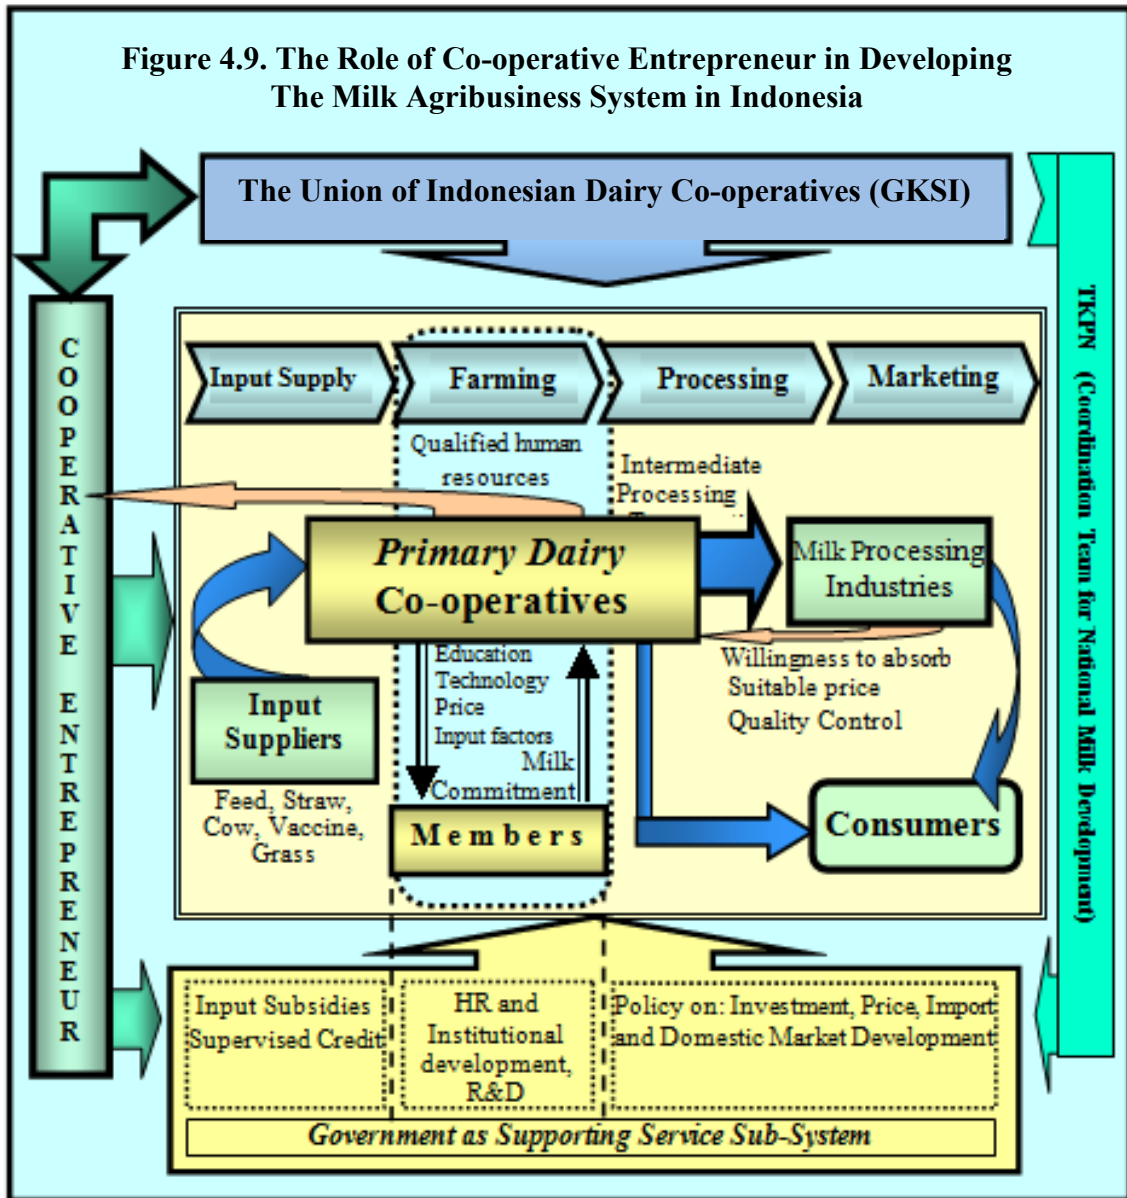 Figure 4.9. The Role of Co-operative Entrepreneur in Developing
The Milk Agribusiness System in Indonesia
The Union of Indonesian Dairy Co-operatives (GKSI)
COOPERATIVE ENTREPRENEUR
TKPN (Coordination Team for National Milk Development)
Input Supply
Farming
Processing
Marketing
Qualified human
resources
Intermediate
Processing
Primary Dairy
Co-operatives
Milk Processing
Industries
Education
Technology
Price
Input factors
Milk
Commitment
Willingness to absorb
Suitable price
Quality Control
Input
Suppliers
Feed, Straw,
Cow, Vaccine,
Grass
Members
Consumers
Input Subsidies
Supervised Credit
HR and
Institutional
development,
R&D
Policy on: Investment, Price, Import
and Domestic Market Development
Government as Supporting Service Sub-System